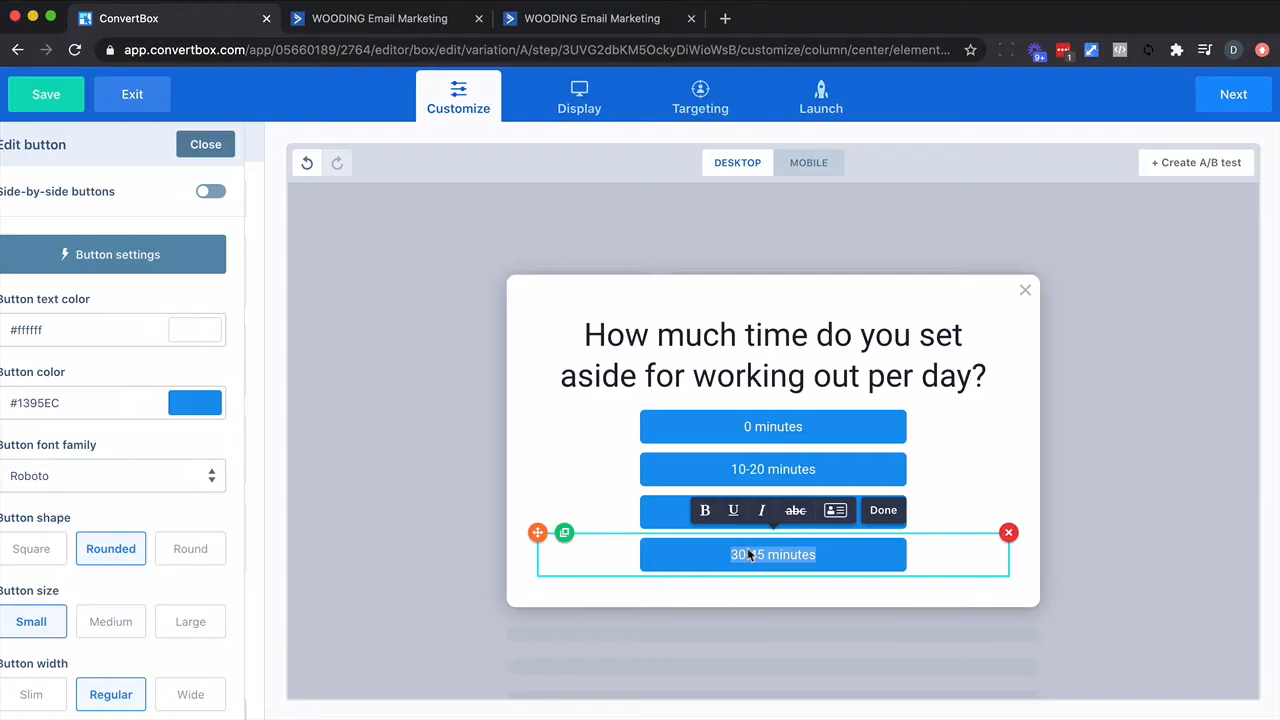 ConvertBox
WOODING Email Marketing
WOODING Email Marketing
app.convertbox.com/app/05660189/2764/editor/box/edit/variation/A/step/3UVG2dbKM5OckyDiWioWsB/customize/column/center/element...
9+
1
D
Save
Exit
Customize
Display
Targeting
Launch
Next
Edit button
Close
Side-by-side buttons
Button settings
Button text color
#ffffff
Button color
#1395EC
Button font family
Roboto
Button shape
Square
Rounded
Round
Button size
Small
Medium
Large
Button width
Slim
Regular
Wide
DESKTOP
MOBILE
+ Create A/B test
How much time do you set
aside for working out per day?
0 minutes
10-20 minutes
B U I abc
Done
30-45 minutes